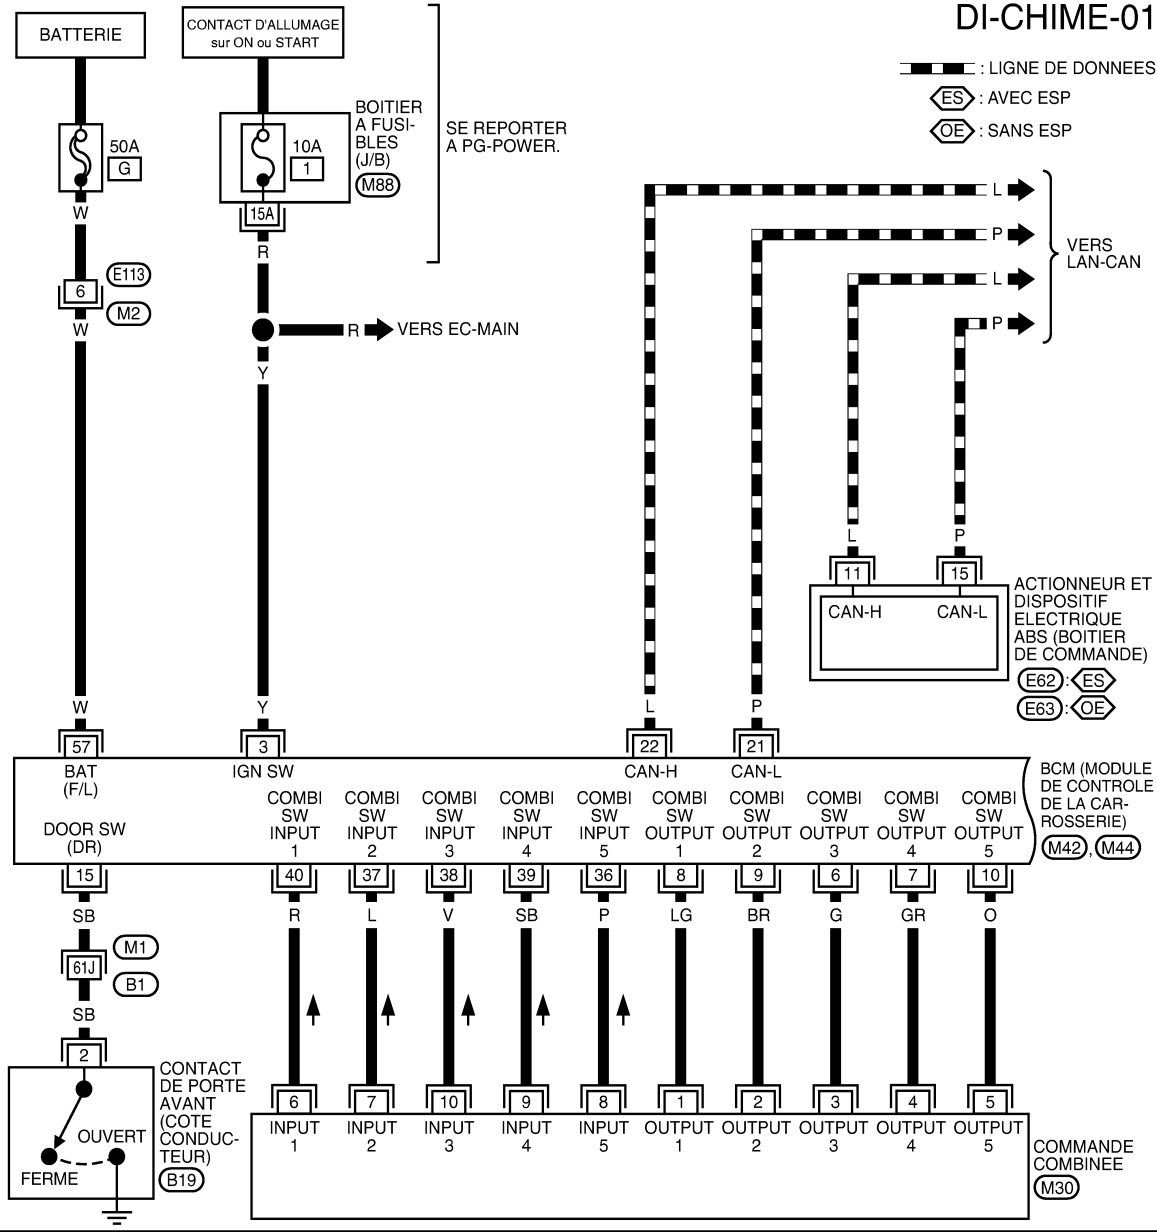 DI-CHIME-01
BATTERIE
CONTACT D'ALLUMAGE
sur ON ou START
: LIGNE DE DONNEES
ES : AVEC ESP
OE : SANS ESP
50A
G
10A
1
BOITIER
A FUSI-
BLES
(J/B)
M88
SE REPORTER
A PG-POWER.
W
15A
R
L
P
L
P
VERS
LAN-CAN
E113
6
M2
W
R
VERS EC-MAIN
Y
L
P
11
15
CAN-H
CAN-L
ACTIONNEUR ET
DISPOSITIF
ELECTRIQUE
ABS (BOITIER
DE COMMANDE)
E62 : ES
E63 : OE
W
Y
L
P
57
3
22
21
BAT
(F/L)
IGN SW
CAN-H
CAN-L
DOOR SW
(DR)
COMBI
SW
INPUT
1
COMBI
SW
INPUT
2
COMBI
SW
INPUT
3
COMBI
SW
INPUT
4
COMBI
SW
INPUT
5
COMBI
SW
OUTPUT
1
COMBI
SW
OUTPUT
2
COMBI
SW
OUTPUT
3
COMBI
SW
OUTPUT
4
COMBI
SW
OUTPUT
5
BCM (MODULE
DE CONTROLE
DE LA CAR-
ROSSERIE)
M42 , M44
15
40
37
38
39
36
8
9
6
7
10
SB
R
L
V
SB
P
LG
BR
G
GR
O
M1
61J
B1
SB
2
CONTACT
DE PORTE
AVANT
(COTE
CONDUC-
TEUR)
B19
OUVERT
FERME
6
7
10
9
8
1
2
3
4
5
INPUT
1
INPUT
2
INPUT
3
INPUT
4
INPUT
5
OUTPUT
1
OUTPUT
2
OUTPUT
3
OUTPUT
4
OUTPUT
5
COMMANDE
COMBINEE
M30